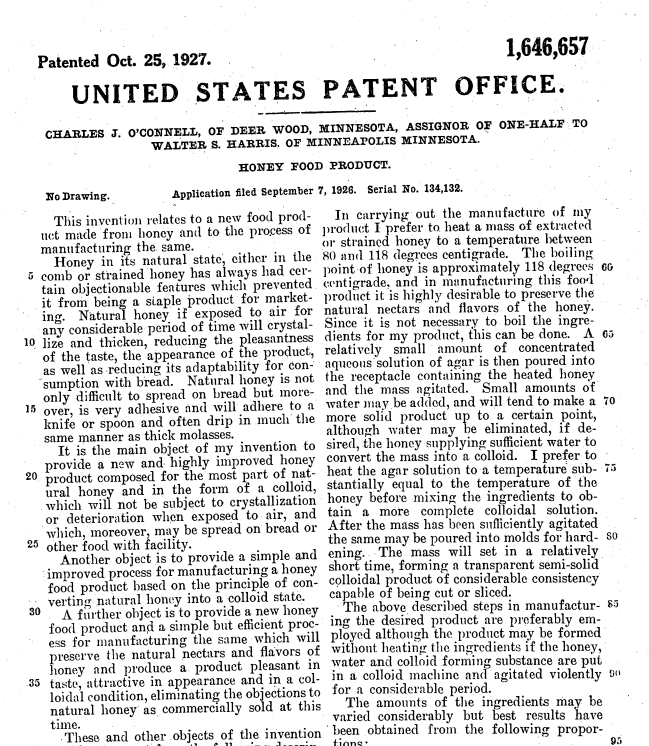 Patented Oct. 25, 1927.
1,646,657
UNITED STATES PATENT OFFICE.
CHARLES J. O'CONNELL, OF DEER WOOD, MINNESOTA, ASSIGNOR OF ONE-HALF TO
WALTER S. HARRIS. OF MINNEAPOLIS MINNESOTA.
HONEY FOOD PRODUCT.
No Drawing. Application filed September 7, 1926. Serial No. 134,132.
This invention relates to a new food prod-
uct made from honey and to the process of
manufacturing the same.
Honey in its natural state, either in the
5 comb or strained honey has always had cer-
tain objectionable features which prevented
it from being a staple product for market-
ing. Natural honey if exposed to air for
any considerable period of time will crystal-
10 lize and thicken, reducing the pleasantness
of the taste, the appearance of the product,
as well as reducing its adaptability for con-
sumption with bread. Natural honey is not
only difficult to spread on bread but more-
15 over, is very adhesive and will adhere to a
knife or spoon and often drip in much the
same manner as thick molasses.
It is the main object of my invention to
provide a new and highly improved honey
20 product composed for the most part of nat-
ural honey and in the form of a colloid,
which will not be subject to crystallization
or deterioration when exposed to air, and
which, moreover, may be spread on bread or
25 other food with facility.
Another object is to provide a simple and
improved process for manufacturing a honey
food product based on the principle of con-
verting natural honey into a colloid state.
30 A further object is to provide a new honey
food product and a simple but efficient proc-
ess for manufacturing the same which will
preserve the natural nectars and flavors of
honey and produce a product pleasant in
35 taste, attractive in appearance and in a col-
loidal condition, eliminating the objections to
natural honey as commercially sold at this
time.
These and other objects of the invention
In carrying out the manufacture of my
product I prefer to heat a mass of extracted
or strained honey to a temperature between
80 and 118 degrees centigrade. The boiling
point of honey is approximately 118 degrees 60
centigrade, and in manufacturing this food
product it is highly desirable to preserve the
natural nectars and flavors of the honey.
Since it is not necessary to boil the ingre-
dients for my product, this can be done. A 65
relatively small amount of concentrated
aqueous solution of agar is then poured into
the receptacle containing the heated honey
and the mass agitated. Small amounts of
water may be added, and will tend to make a 70
more solid product up to a certain point,
although water may be eliminated, if de-
sired, the honey supplying sufficient water to
convert the mass into a colloid. I prefer to
heat the agar solution to a temperature sub- 75
stantially equal to the temperature of the
honey before mixing the ingredients to ob-
tain a more complete colloidal solution.
After the mass has been sufficiently agitated
the same may be poured into molds for hard- 80
ening. The mass will set in a relatively
short time, forming a transparent semi-solid
colloidal product of considerable consistency
capable of being cut or sliced.
The above described steps in manufactur- 85
ing the desired product are preferably em-
ployed although the product may be formed
without heating the ingredients if the honey,
water and colloid forming substance are put
in a colloid machine and agitated violently 90
for a considerable period.
The amounts of the ingredients may be
varied considerably but best results have
been obtained from the following propor-
tions: 95